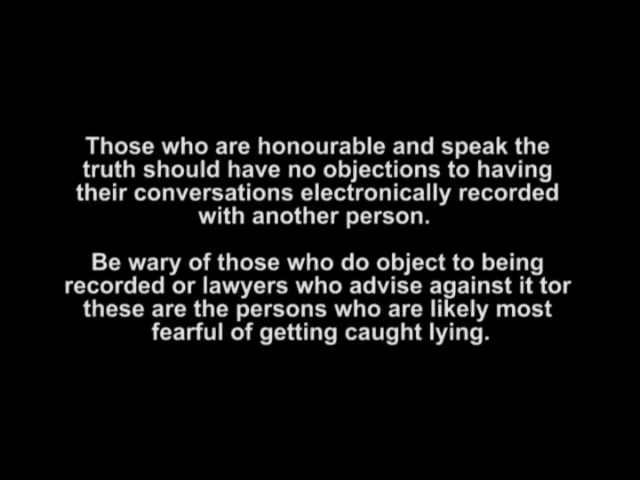 Those who are honourable and speak the
truth should have no objections to having
their conversations electronically recorded
with another person.
Be wary of those who do object to being
recorded or lawyers who advise against it tor
these are the persons who are likely most
fearful of getting caught lying.